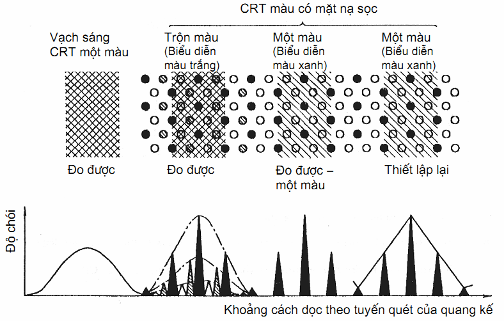 CRT màu có mặt nạ sọc
Vạch sáng
CRT một màu
Trộn màu
(Biểu diễn
màu trắng)
Một màu
(Biểu diễn
màu xanh)
Một màu
(Biểu diễn
màu xanh)
Đo được
Đo được
Đo được –
một màu
Thiết lập lại
Độ chói
Khoảng cách dọc theo tuyến quét của quang kế